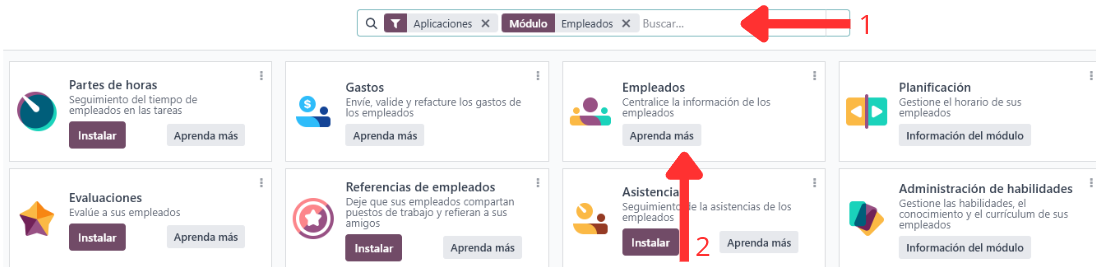 Aplicaciones × Módulo Empleados × Buscar... 1
Partes de horas
Seguimiento del tiempo de
empleados en las tareas
Instalar Aprenda más
Gastos
Envíe, valide y refacture los gastos de
los empleados
Aprenda más
Empleados
Centralice la información de los
empleados
Aprenda más
Planificación
Gestione el horario de sus
empleados
Información del módulo
Evaluaciones
Evalúe a sus empleados
Instalar Aprenda más
Referencias de empleados
Deje que sus empleados compartan
puestos de trabajo y refieran a sus
amigos
Instalar Aprenda más
Asistencia
Seguimiento de la asistencias de los
empleados
Instalar 2 Aprenda más
Administración de habilidades
Gestione las habilidades, el
conocimiento y el currículum de sus
empleados
Información del módulo